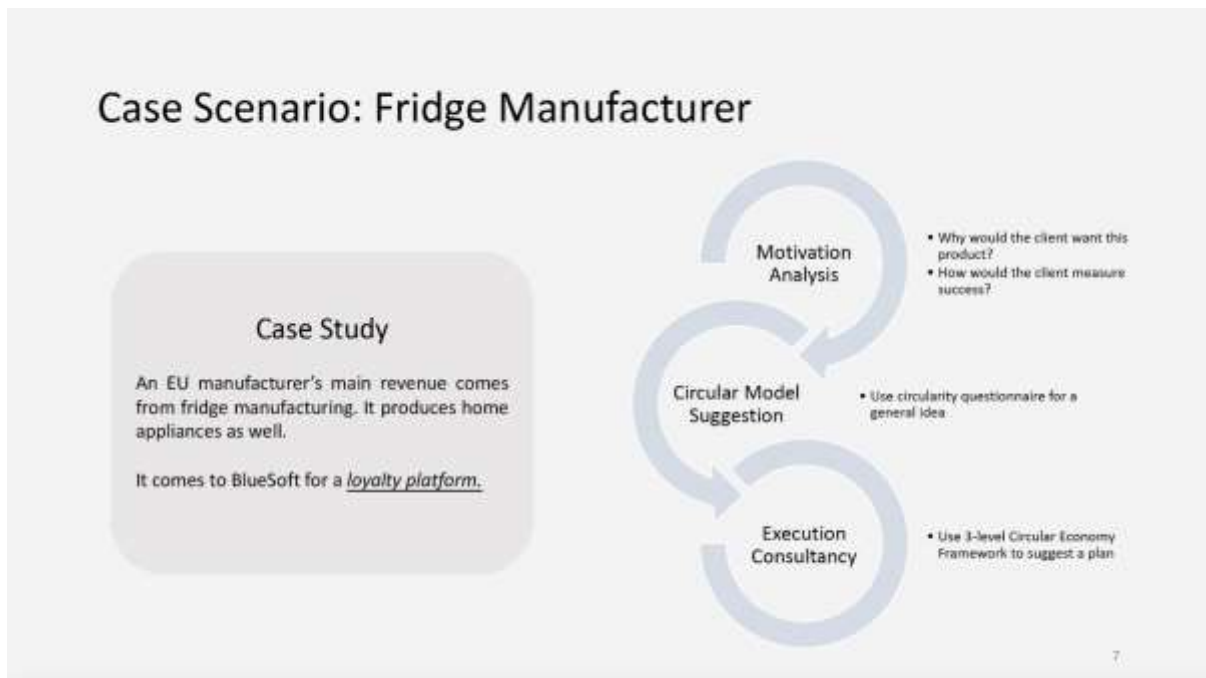 Case Scenario: Fridge Manufacturer
Case Study
An EU manufacturer's main revenue comes
from fridge manufacturing. It produces home
appliances as well.
It comes to BlueSoft for a loyalty platform.
Motivation
Analysis
• Why would the client want this
product?
• How would the client measure
success?
Circular Model
Suggestion
• Use circularity questionnaire for a
general idea
Execution
Consultancy
• Use 3-level Circular Economy
Framework to suggest a plan
7